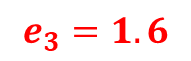 e₃ = 1.6